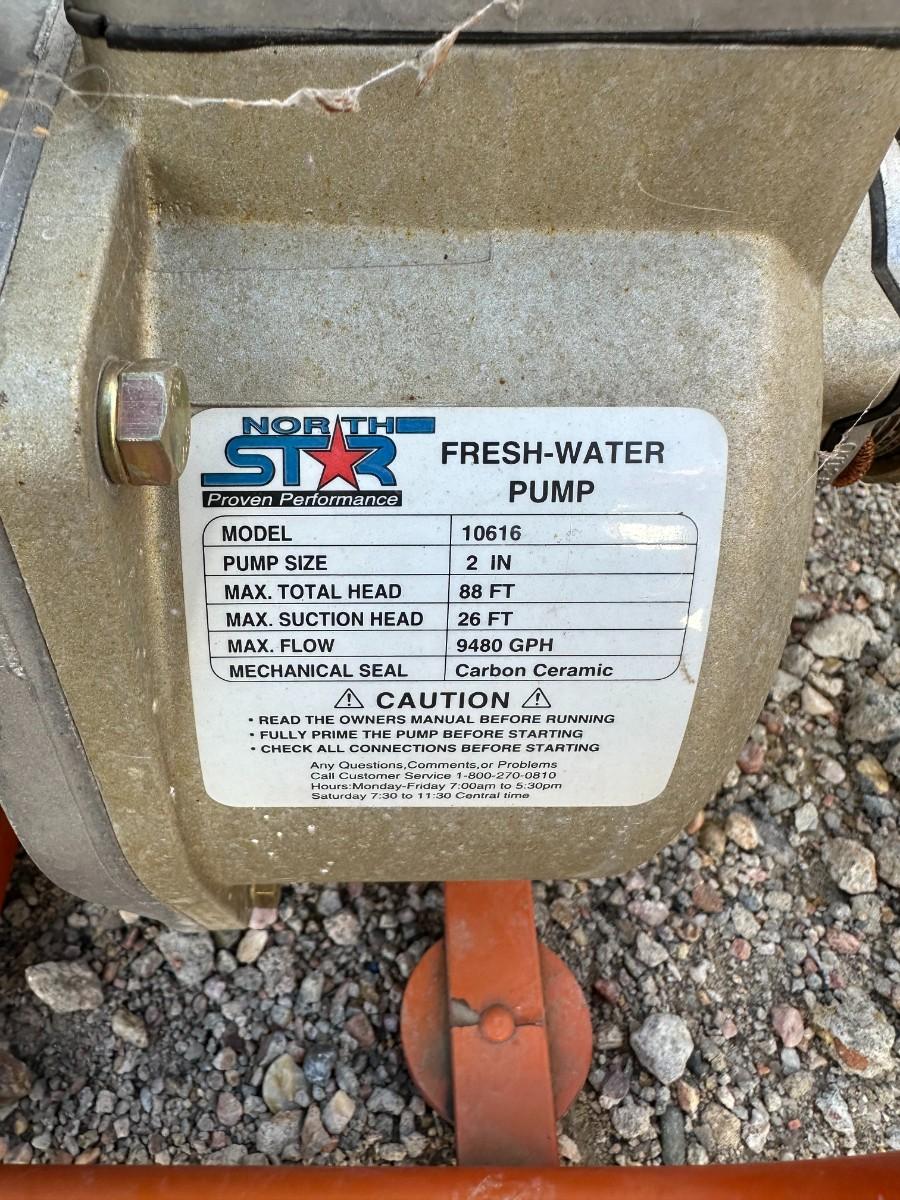 NORTH
STAR
Proven Performance
FRESH-WATER
PUMP
MODEL 10616
PUMP SIZE 2 IN
MAX. TOTAL HEAD 88 FT
MAX. SUCTION HEAD 26 FT
MAX. FLOW 9480 GPH
MECHANICAL SEAL Carbon Ceramic
⚠ CAUTION ⚠
• READ THE OWNERS MANUAL BEFORE RUNNING
• FULLY PRIME THE PUMP BEFORE STARTING
• CHECK ALL CONNECTIONS BEFORE STARTING
Any Questions,Comments,or Problems
Call Customer Service 1-800-270-0810
Hours:Monday-Friday 7:00am to 5:30pm
Saturday 7:30 to 11:30 Central time